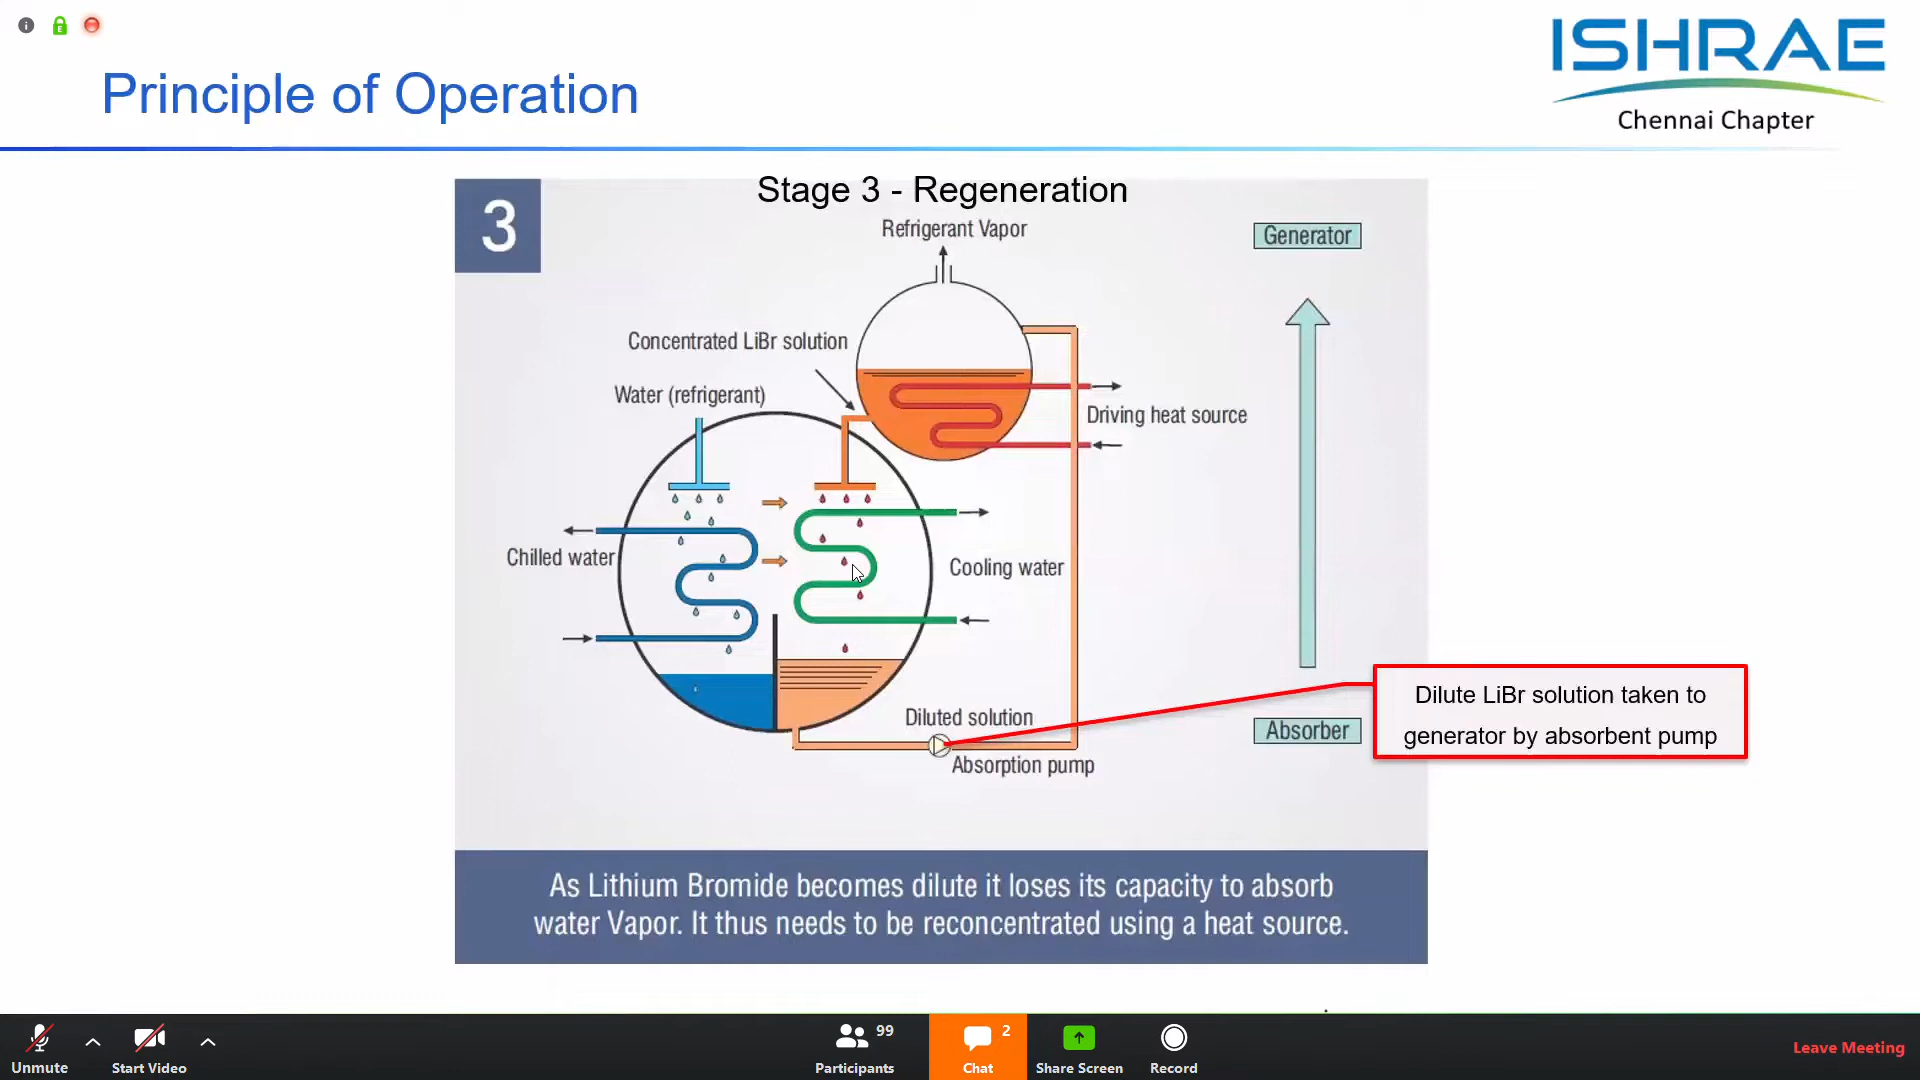 ISHRAE
Principle of Operation
Chennai Chapter
3
Stage 3 - Regeneration
Refrigerant Vapor
Generator
Concentrated LiBr solution
Water (refrigerant)
Driving heat source
Chilled water
Cooling water
Diluted solution
Absorption pump
Absorber
Dilute LiBr solution taken to
generator by absorbent pump
As Lithium Bromide becomes dilute it loses its capacity to absorb
water Vapor. It thus needs to be reconcentrated using a heat source.
Unmute
Start Video
99
Participants
2
Chat
Share Screen
Record
Leave Meeting